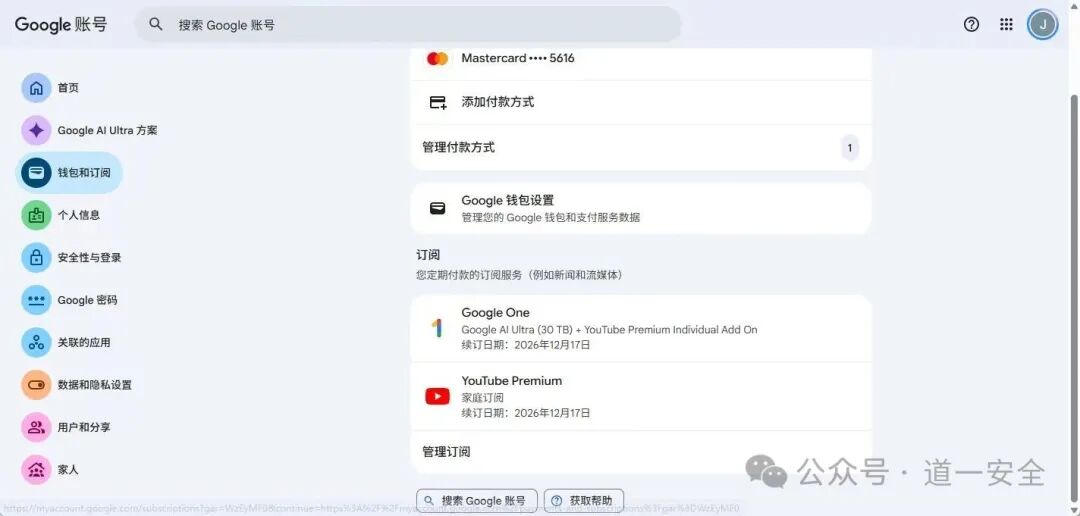 Google 账号
搜索 Google 账号
J
首页
Google AI Ultra 方案
钱包和订阅
个人信息
安全性与登录
Google 密码
关联的应用
数据和隐私设置
用户和分享
家人
Mastercard •••• 5616
添加付款方式
管理付款方式
1
Google 钱包设置
管理您的 Google 钱包和支付服务数据
订阅
您定期付款的订阅服务（例如新闻和流媒体）
Google One
Google AI Ultra (30 TB) + YouTube Premium Individual Add On
续订日期：2026年12月17日
YouTube Premium
家庭订阅
续订日期：2026年12月17日
管理订阅
搜索 Google 账号
获取帮助
公众号 · 道一安全